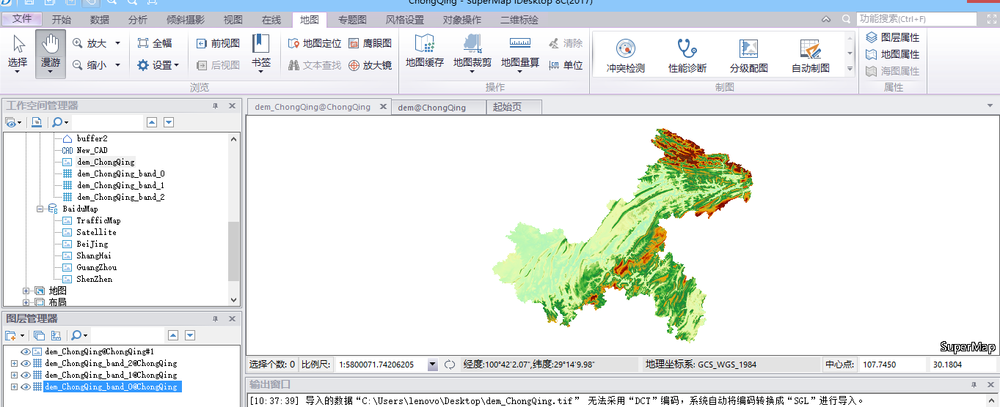 ChongQing - SuperMap iDesktop 8C(2017)
文件 开始 数据 分析 倾斜摄影 视图 在线 地图 专题图 风格设置 对象操作 二维标绘 功能搜索(Ctrl+F)
选择 漫游 放大 缩小 全幅 设置 前视图 后视图 书签 地图定位 鹰眼图 文本查找 放大镜 地图缓存 地图裁剪 地图量算 清除 单位 冲突检测 性能诊断 分级配图 自动制图 图层属性 地图属性 海图属性
浏览 操作 制图 属性
工作空间管理器
buffer2
CAD New_CAD
dem_ChongQing
dem_ChongQing_band_0
dem_ChongQing_band_1
dem_ChongQing_band_2
BaiduMap
TrafficMap
Satellite
BeiJing
ShangHai
GuangZhou
ShenZhen
地图
布局
图层管理器
dem_ChongQing@ChongQing#1
dem_ChongQing_band_2@ChongQing
dem_ChongQing_band_1@ChongQing
dem_ChongQing_band_0@ChongQing
dem_ChongQing@ChongQing dem@ChongQing 起始页
SuperMap
选择个数: 0 比例尺: 1:5800071.74206205 经度:100°42'2.07",纬度:29°14'9.98" 地理坐标系: GCS_WGS_1984 中心点: 107.7450 30.1804
输出窗口
[10:37:39] 导入的数据“C:\Users\lenovo\Desktop\dem_ChongQing.tif” 无法采用“DCT”编码，系统自动将编码转换成“SGL”进行导入。